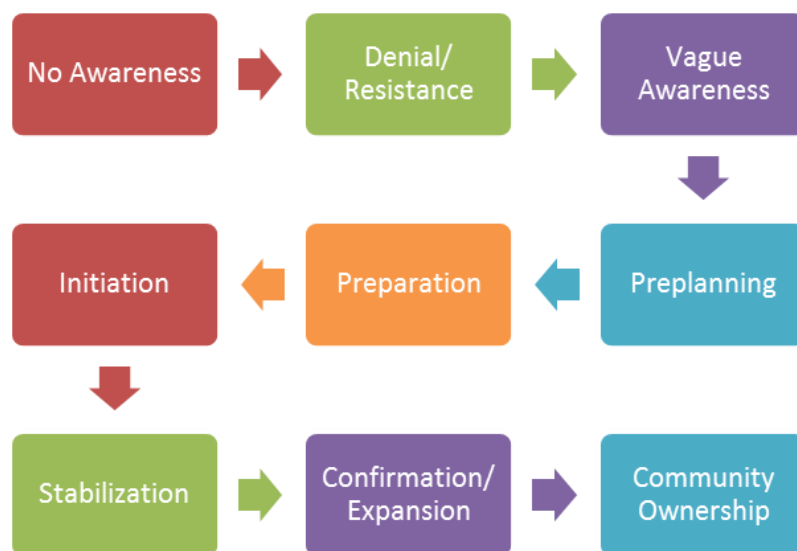 No Awareness
Denial/
Resistance
Vague
Awareness
Preplanning
Preparation
Initiation
Stabilization
Confirmation/
Expansion
Community
Ownership